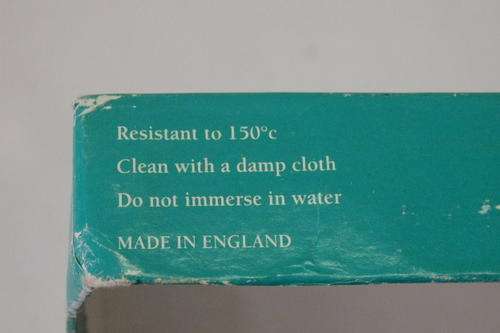 Resistant to 150°c
Clean with a damp cloth
Do not immerse in water
MADE IN ENGLAND